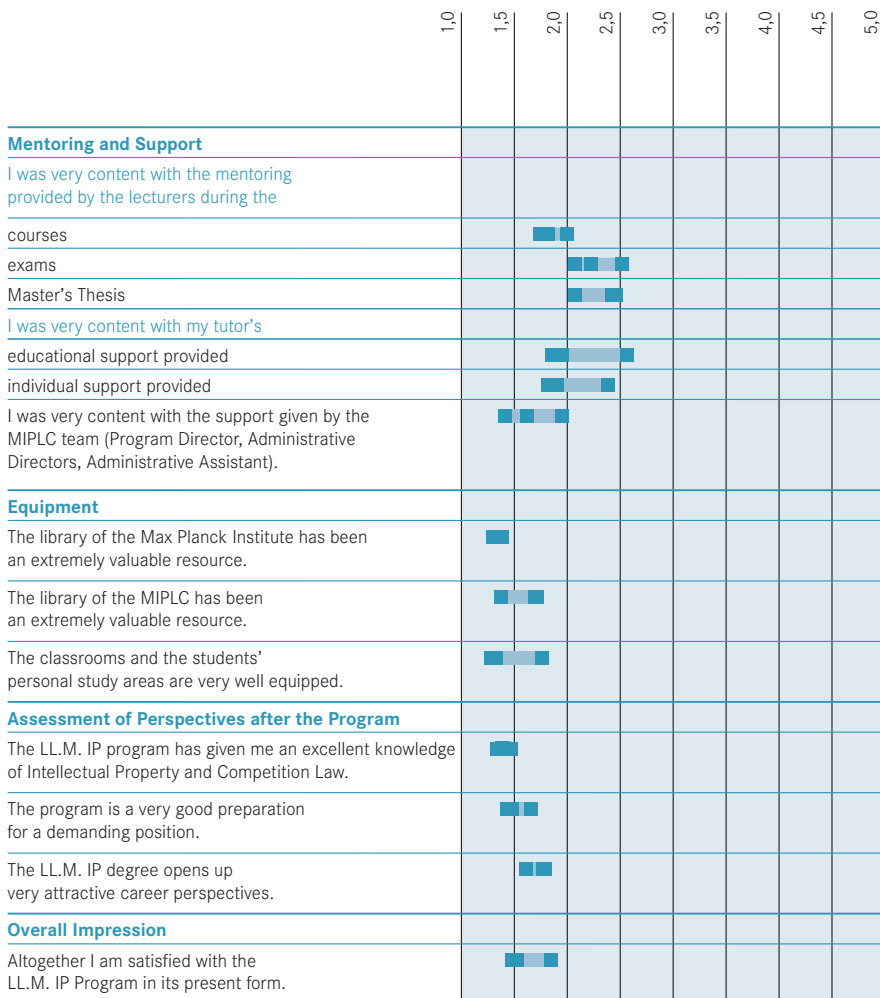 1,0
1,5
2,0
2,5
3,0
3,5
4,0
4,5
5,0
Mentoring and Support
I was very content with the mentoring
provided by the lecturers during the
courses
exams
Master's Thesis
I was very content with my tutor's
educational support provided
individual support provided
I was very content with the support given by the
MIPLC team (Program Director, Administrative
Directors, Administrative Assistant).
Equipment
The library of the Max Planck Institute has been
an extremely valuable resource.
The library of the MIPLC has been
an extremely valuable resource.
The classrooms and the students'
personal study areas are very well equipped.
Assessment of Perspectives after the Program
The LL.M. IP program has given me an excellent knowledge
of Intellectual Property and Competition Law.
The program is a very good preparation
for a demanding position.
The LL.M. IP degree opens up
very attractive career perspectives.
Overall Impression
Altogether I am satisfied with the
LL.M. IP Program in its present form.